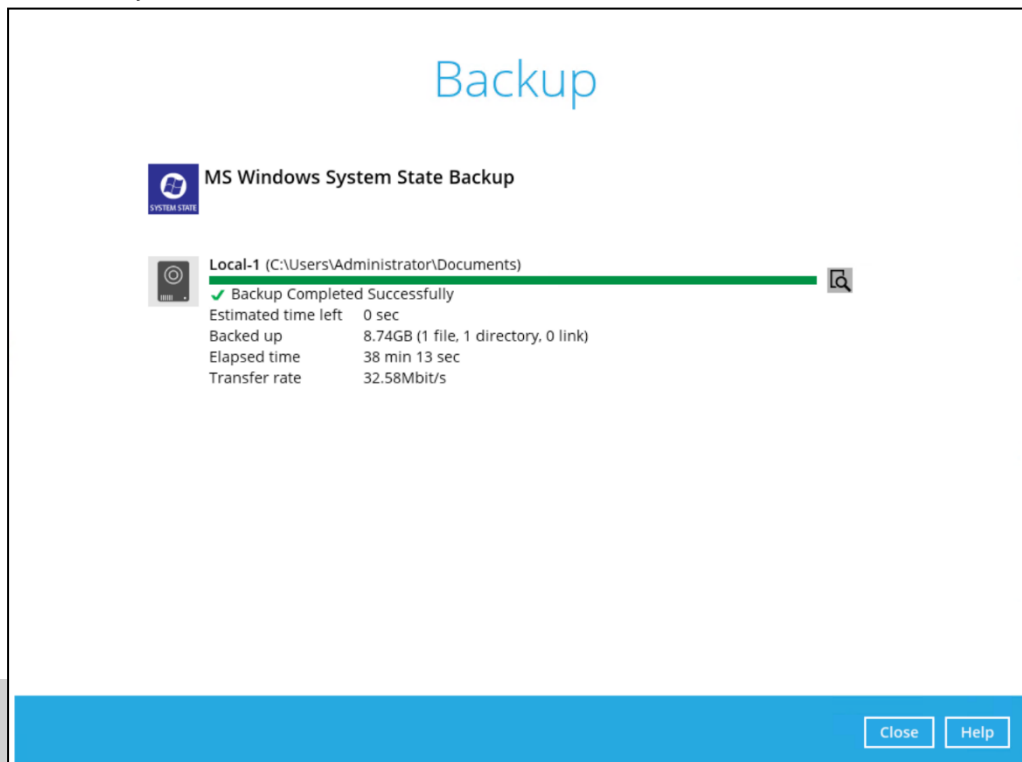 Backup
MS Windows System State Backup
SYSTEM STATE
Local-1 (C:\Users\Administrator\Documents)
Backup Completed Successfully
Estimated time left 0 sec
Backed up 8.74GB (1 file, 1 directory, 0 link)
Elapsed time 38 min 13 sec
Transfer rate 32.58Mbit/s
Close Help